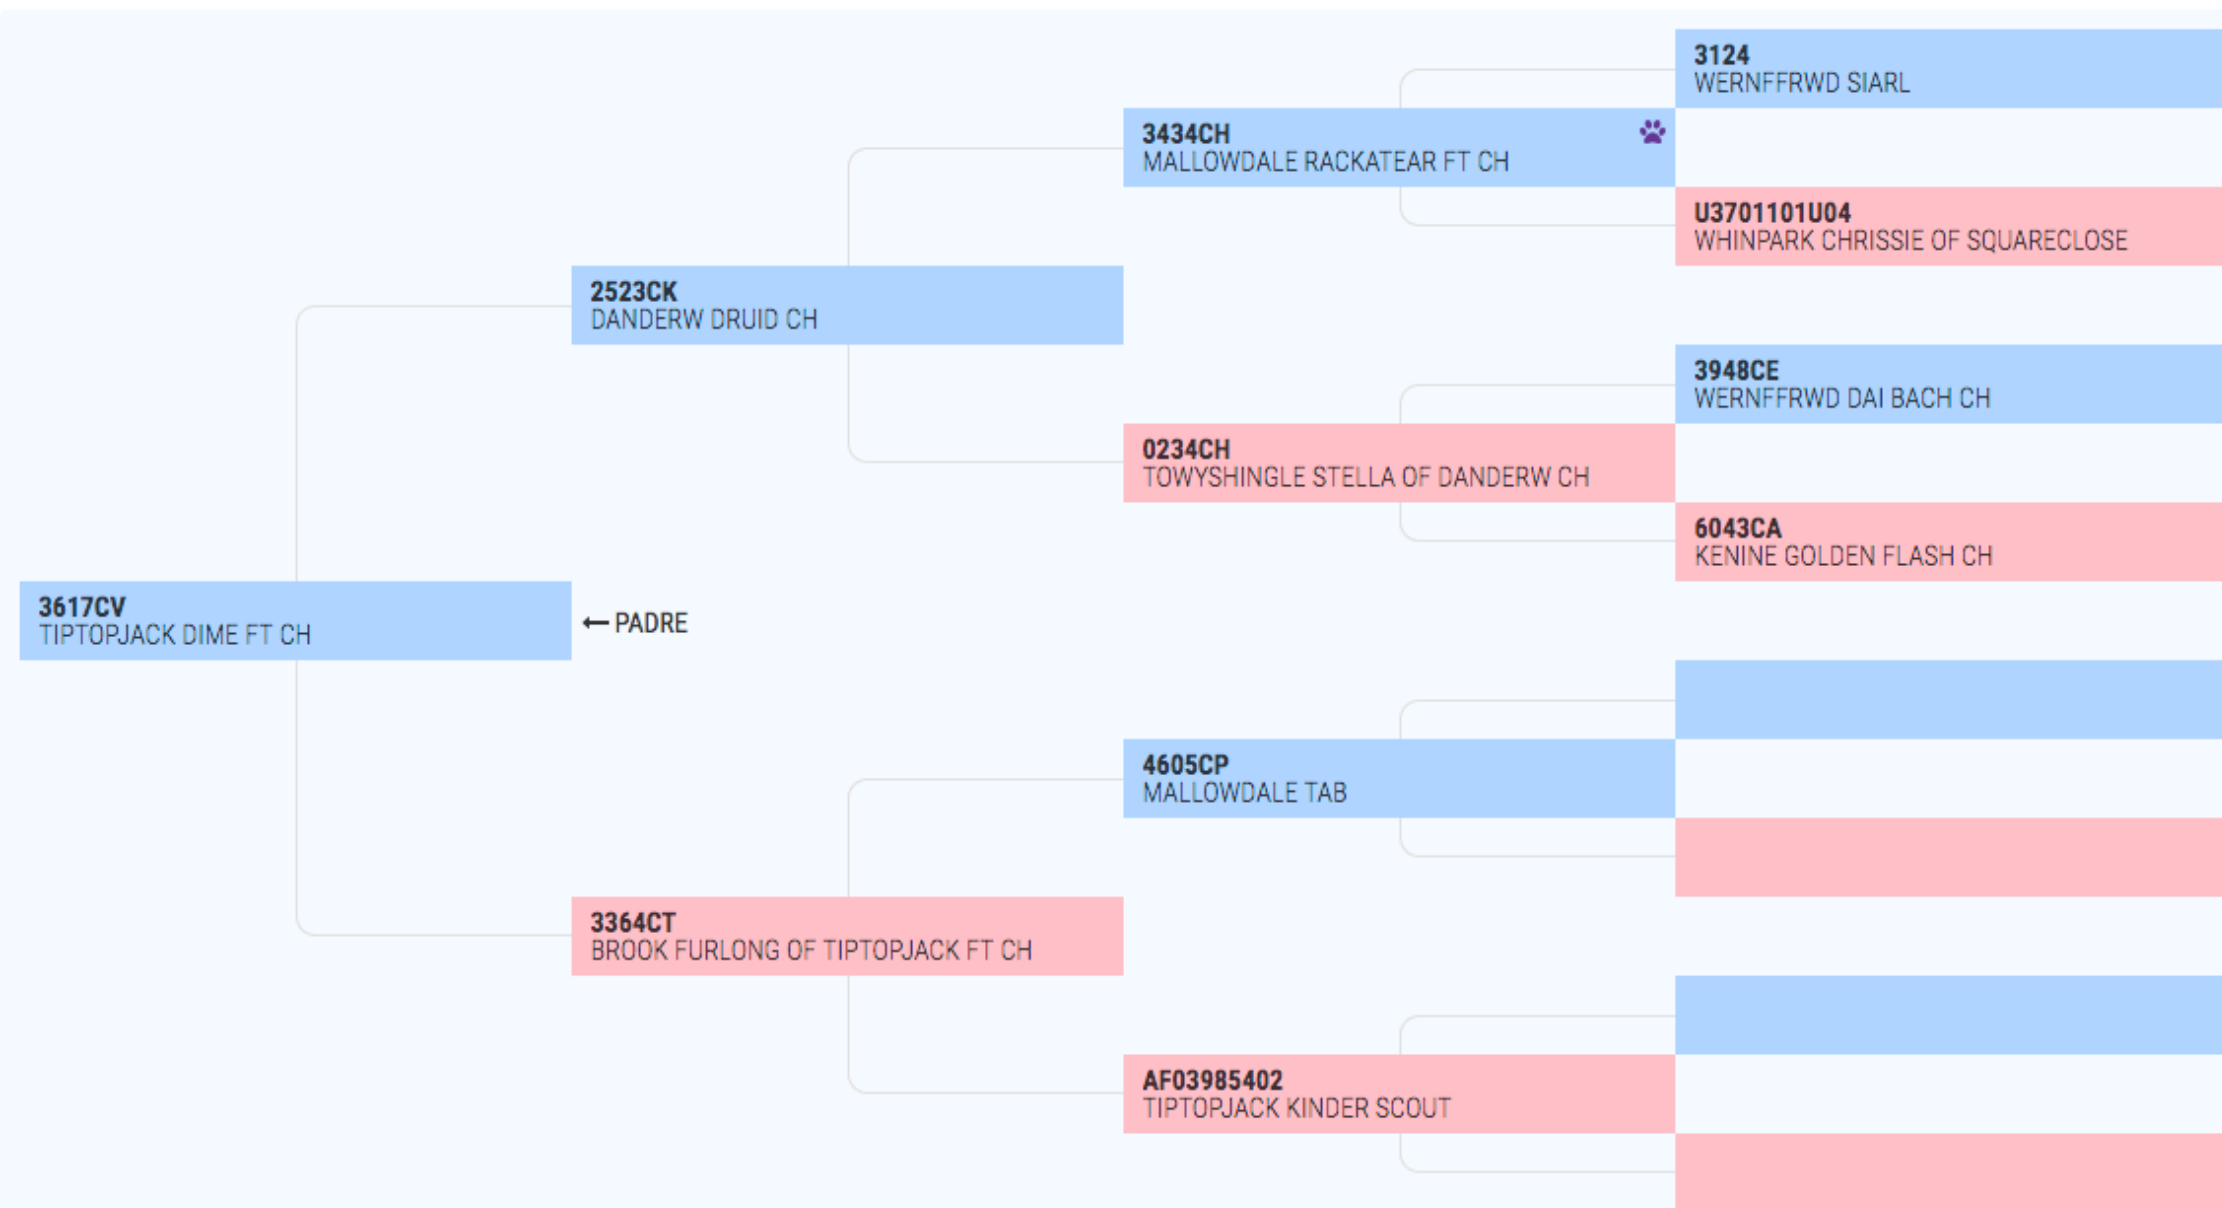 3124
WERNFFRWD SIARL
3434CH
MALLOWDALE RACKATEAR FT CH
U3701101U04
WHINPARK CHRISSIE OF SQUARECLOSE
2523CK
DANDERW DRUID CH
3948CE
WERNFFRWD DAI BACH CH
0234CH
TOWYSHINGLE STELLA OF DANDERW CH
6043CA
KENINE GOLDEN FLASH CH
3617CV
TIPTOPJACK DIME FT CH
← PADRE
4605CP
MALLOWDALE TAB
3364CT
BROOK FURLONG OF TIPTOPJACK FT CH
AF03985402
TIPTOPJACK KINDER SCOUT